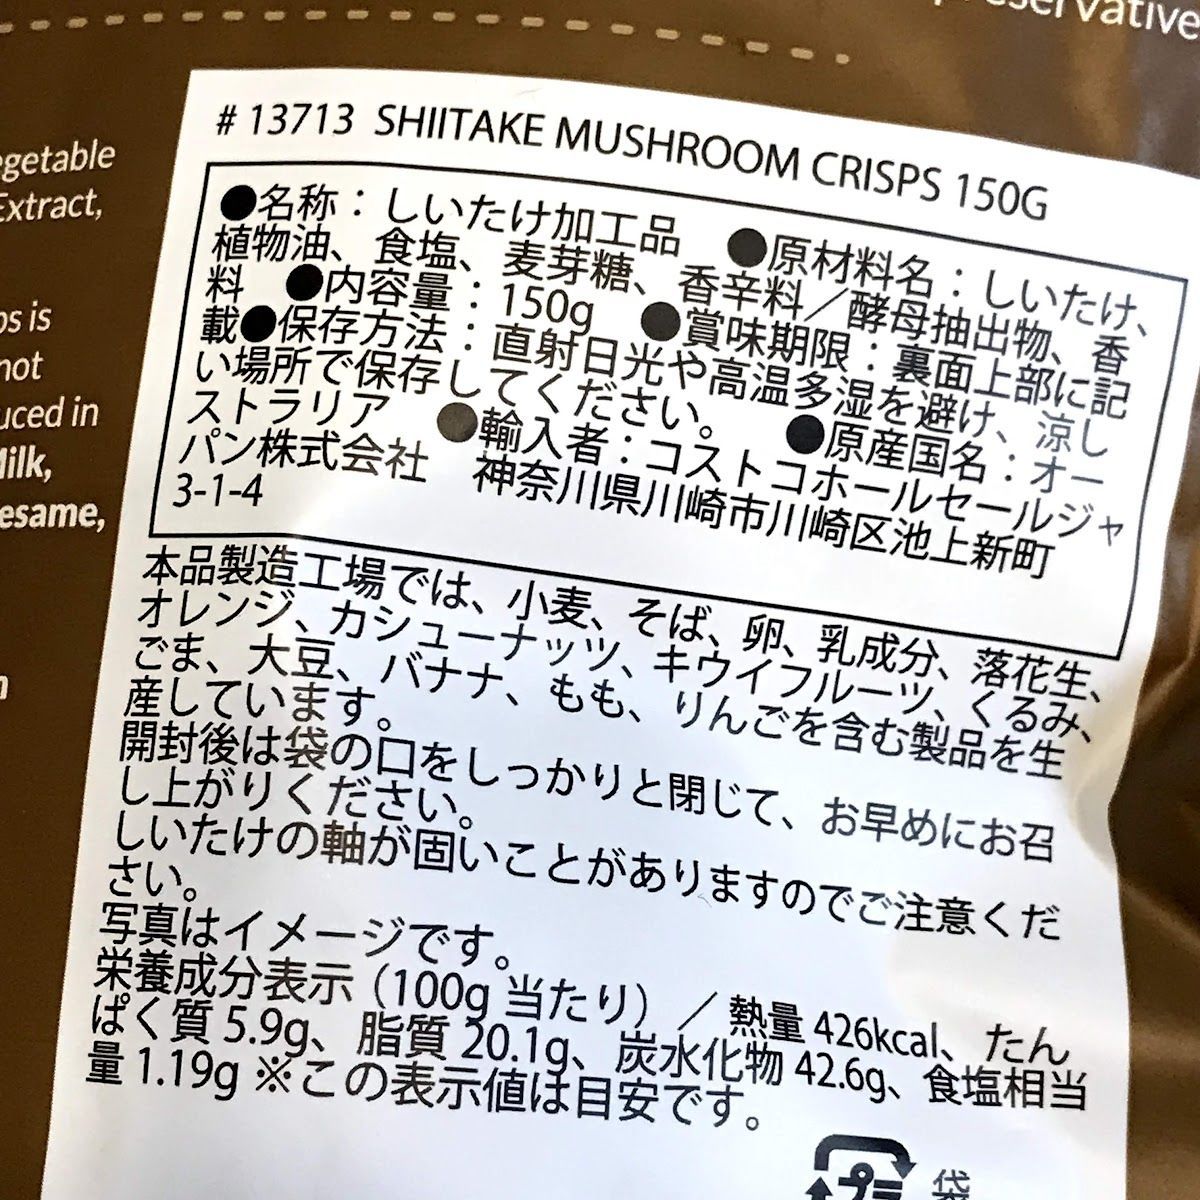 preservative
egetable
Extract,
os is
not
uced in
Milk,
esame,
# 13713 SHIITAKE MUSHROOM CRISPS 150G
●名称：しいたけ加工品　●原材料名：しいたけ、
植物油、食塩、麦芽糖、香辛料／酵母抽出物、香
料　●内容量：150g　●賞味期限：裏面上部に記
載●保存方法：直射日光や高温多湿を避け、涼し
い場所で保存してください。　●原産国名：オー
ストラリア　●輸入者：コストコホールセールジャ
パン株式会社　神奈川県川崎市川崎区池上新町
3-1-4
本品製造工場では、小麦、そば、卵、乳成分、落花生、
オレンジ、カシューナッツ、キウイフルーツ、くるみ、
ごま、大豆、バナナ、もも、りんごを含む製品を生
産しています。
開封後は袋の口をしっかりと閉じて、お早めにお召
し上がりください。
しいたけの軸が固いことがありますのでご注意くだ
さい。
写真はイメージです。
栄養成分表示（100g 当たり）／熱量 426kcal、たん
ぱく質 5.9g、脂質 20.1g、炭水化物 42.6g、食塩相当
量 1.19g ※この表示値は目安です。
プラ 袋